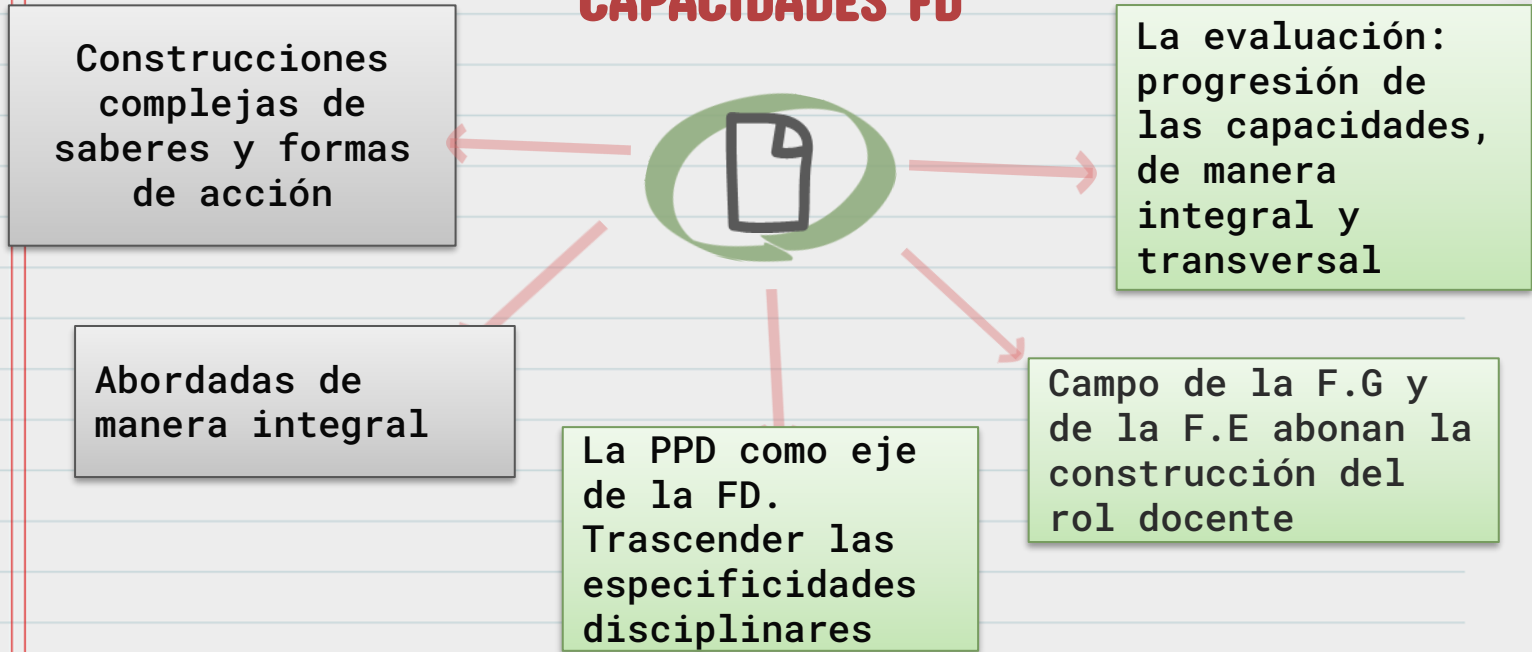 CAPACIDADES FD
Construcciones
complejas de
saberes y formas
de acción
La evaluación:
progresión de
las capacidades,
de manera
integral y
transversal
Abordadas de
manera integral
La PPD como eje
de la FD.
Trascender las
especificidades
disciplinares
Campo de la F.G y
de la F.E abonan la
construcción del
rol docente